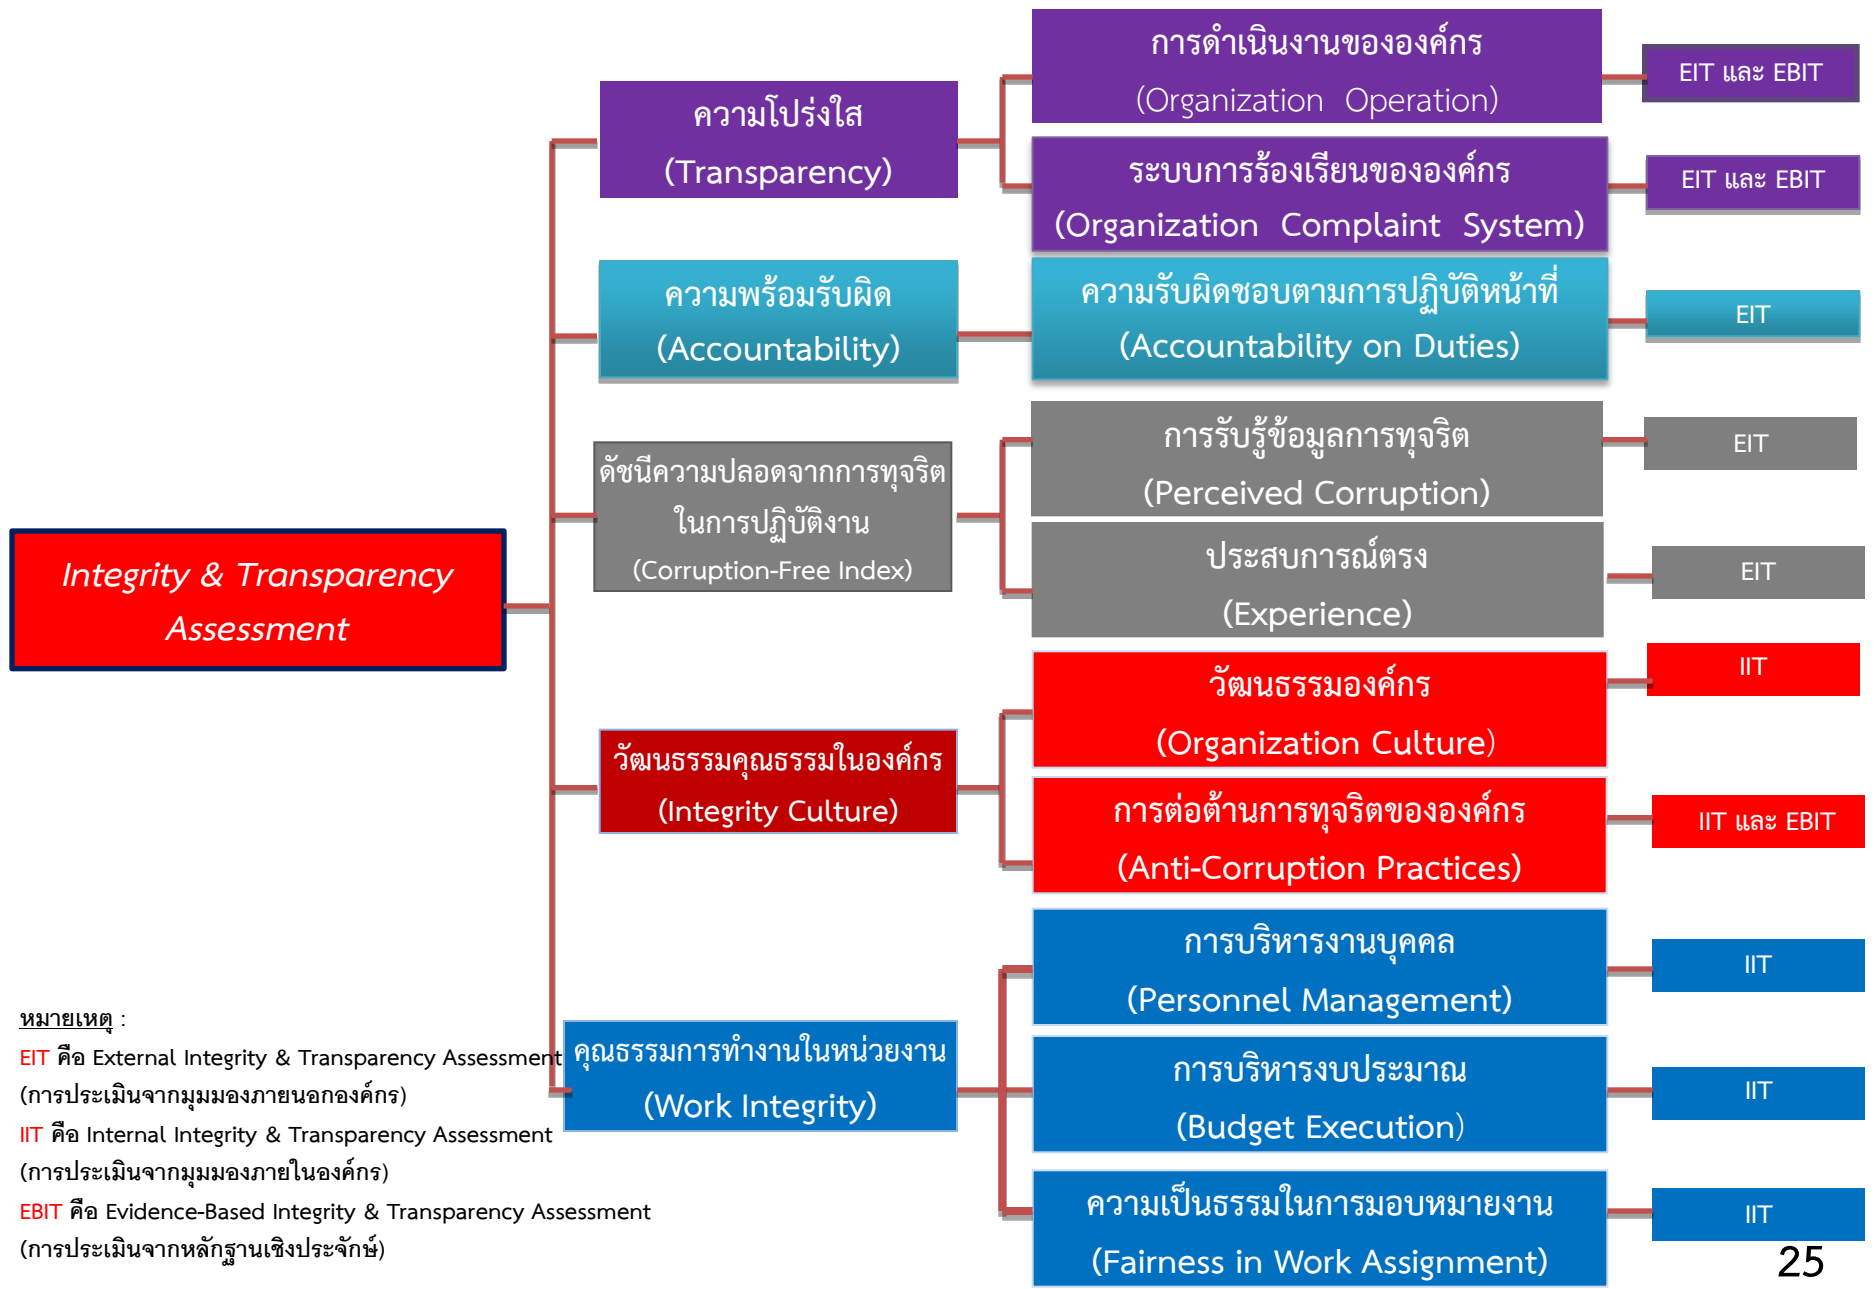 Integrity & Transparency
Assessment
ความโปร่งใส
(Transparency)
การดำเนินงานขององค์กร
(Organization Operation)
EIT และ EBIT
ระบบการร้องเรียนขององค์กร
(Organization Complaint System)
EIT และ EBIT
ความพร้อมรับผิด
(Accountability)
ความรับผิดชอบตามการปฏิบัติหน้าที่
(Accountability on Duties)
EIT
ดัชนีความปลอดจากการทุจริต
ในการปฏิบัติงาน
(Corruption-Free Index)
การรับรู้ข้อมูลการทุจริต
(Perceived Corruption)
EIT
ประสบการณ์ตรง
(Experience)
EIT
วัฒนธรรมคุณธรรมในองค์กร
(Integrity Culture)
วัฒนธรรมองค์กร
(Organization Culture)
IIT
การต่อต้านการทุจริตขององค์กร
(Anti-Corruption Practices)
IIT และ EBIT
คุณธรรมการทำงานในหน่วยงาน
(Work Integrity)
การบริหารงานบุคคล
(Personnel Management)
IIT
การบริหารงบประมาณ
(Budget Execution)
IIT
ความเป็นธรรมในการมอบหมายงาน
(Fairness in Work Assignment)
IIT
หมายเหตุ :
EIT คือ External Integrity & Transparency Assessment
(การประเมินจากมุมมองภายนอกองค์กร)
IIT คือ Internal Integrity & Transparency Assessment
(การประเมินจากมุมมองภายในองค์กร)
EBIT คือ Evidence-Based Integrity & Transparency Assessment
(การประเมินจากหลักฐานเชิงประจักษ์)
25